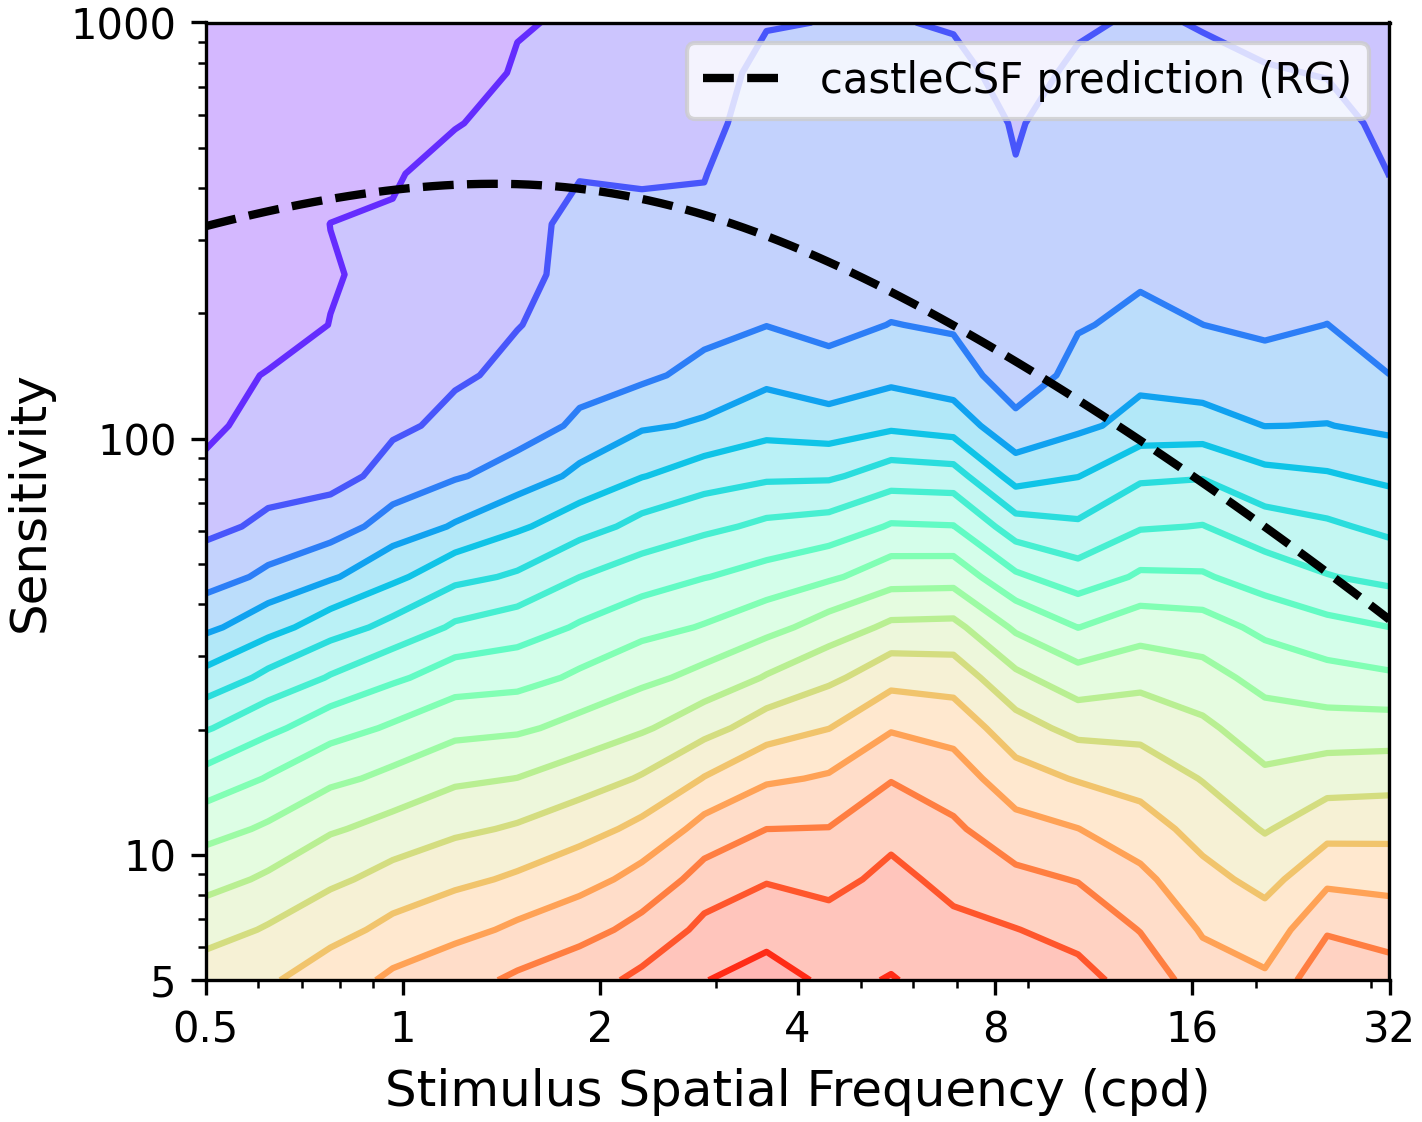 1000
castleCSF prediction (RG)
100
10
5
Sensitivity
0.5 1 2 4 8 16 32
Stimulus Spatial Frequency (cpd)